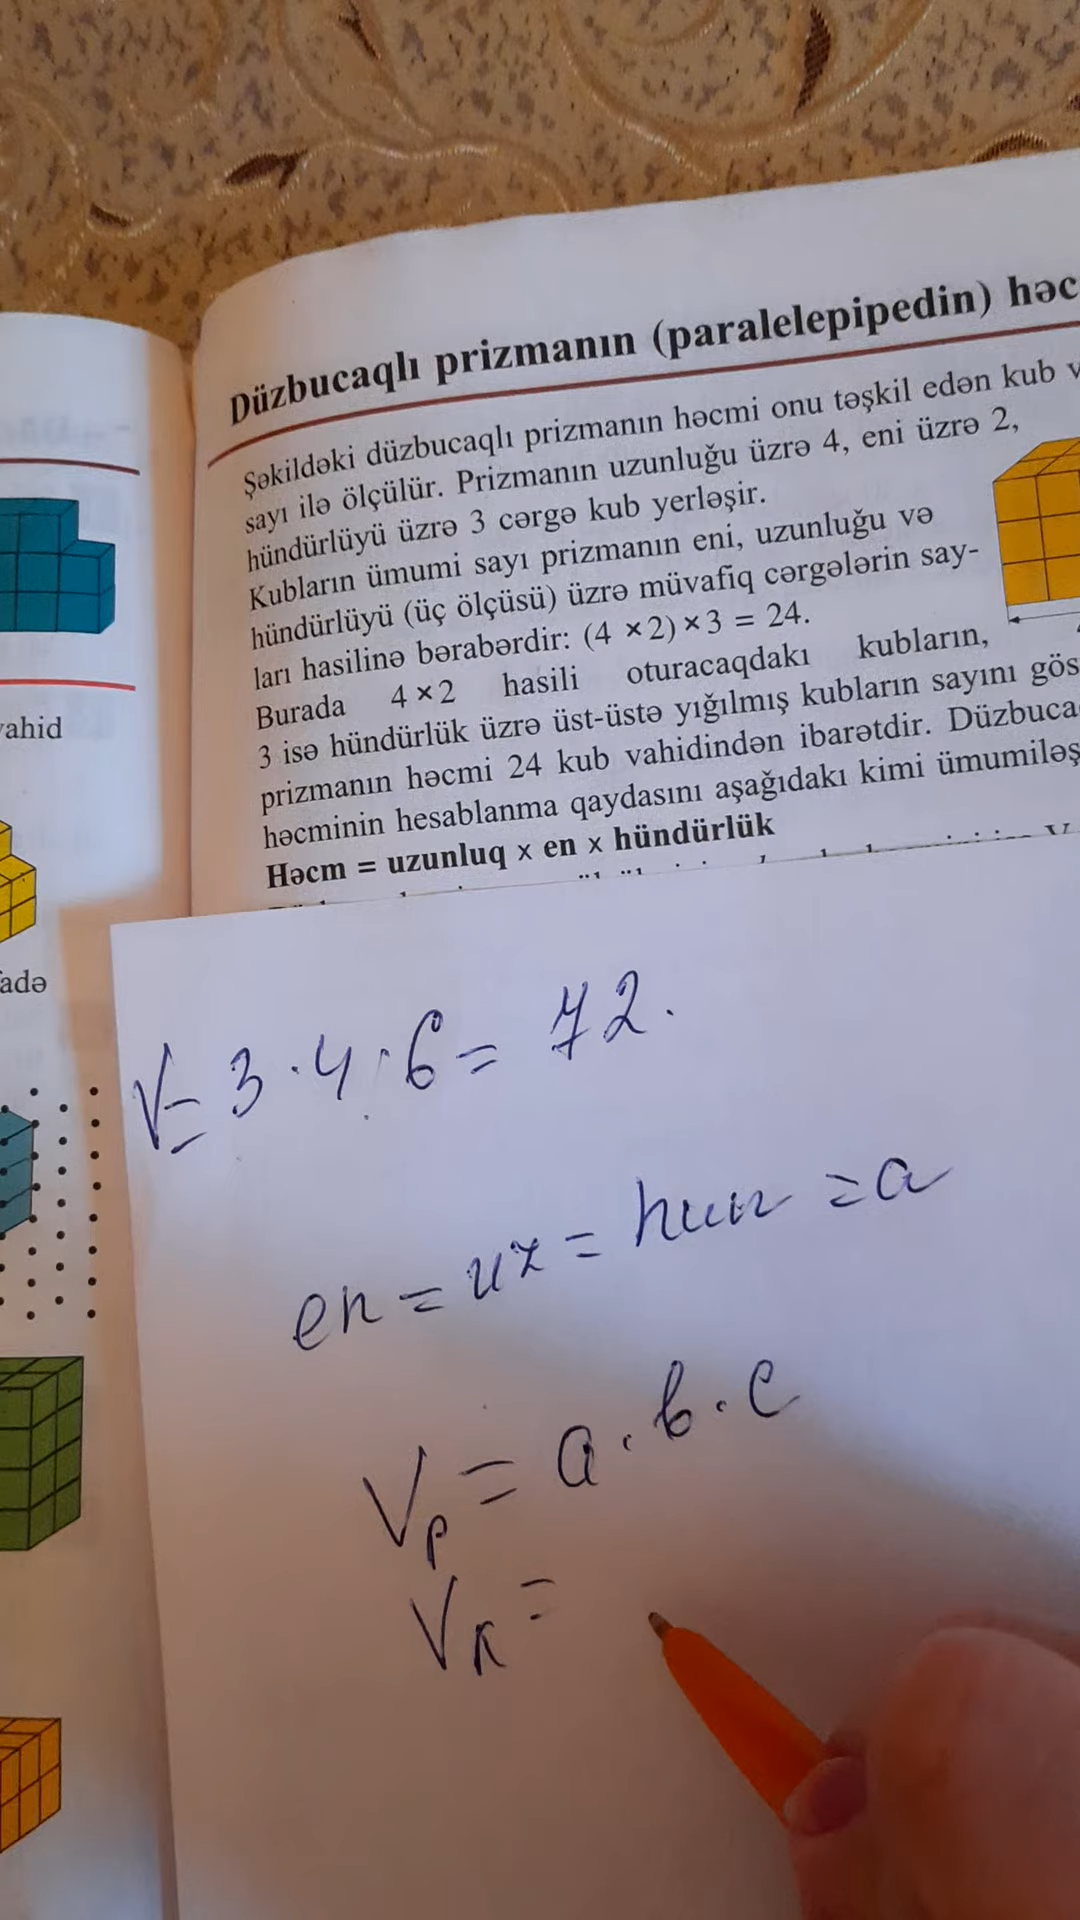 Düzbucaqlı prizmanın (paralelepipedin) həc
Şəkildəki düzbucaqlı prizmanın həcmi onu təşkil edən kub v
sayı ilə ölçülür. Prizmanın uzunluğu üzrə 4, eni üzrə 2,
hündürlüyü üzrə 3 cərgə kub yerləşir.
Kubların ümumi sayı prizmanın eni, uzunluğu və
hündürlüyü (üç ölçüsü) üzrə müvafiq cərgələrin say-
ları hasilinə bərabərdir: (4 × 2) × 3 = 24.
Burada 4 × 2 hasili oturacaqdakı kubların,
3 isə hündürlük üzrə üst-üstə yığılmış kubların sayını gös
prizmanın həcmi 24 kub vahidindən ibarətdir. Düzbuca
həcminin hesablanma qaydasını aşağıdakı kimi ümumiləş
Həcm = uzunluq x en x hündürlük
vahid
fadə
V= 3 · 4 · 6 = 72.
en = uz = hun = a
Vp = a · b · c
Vk =